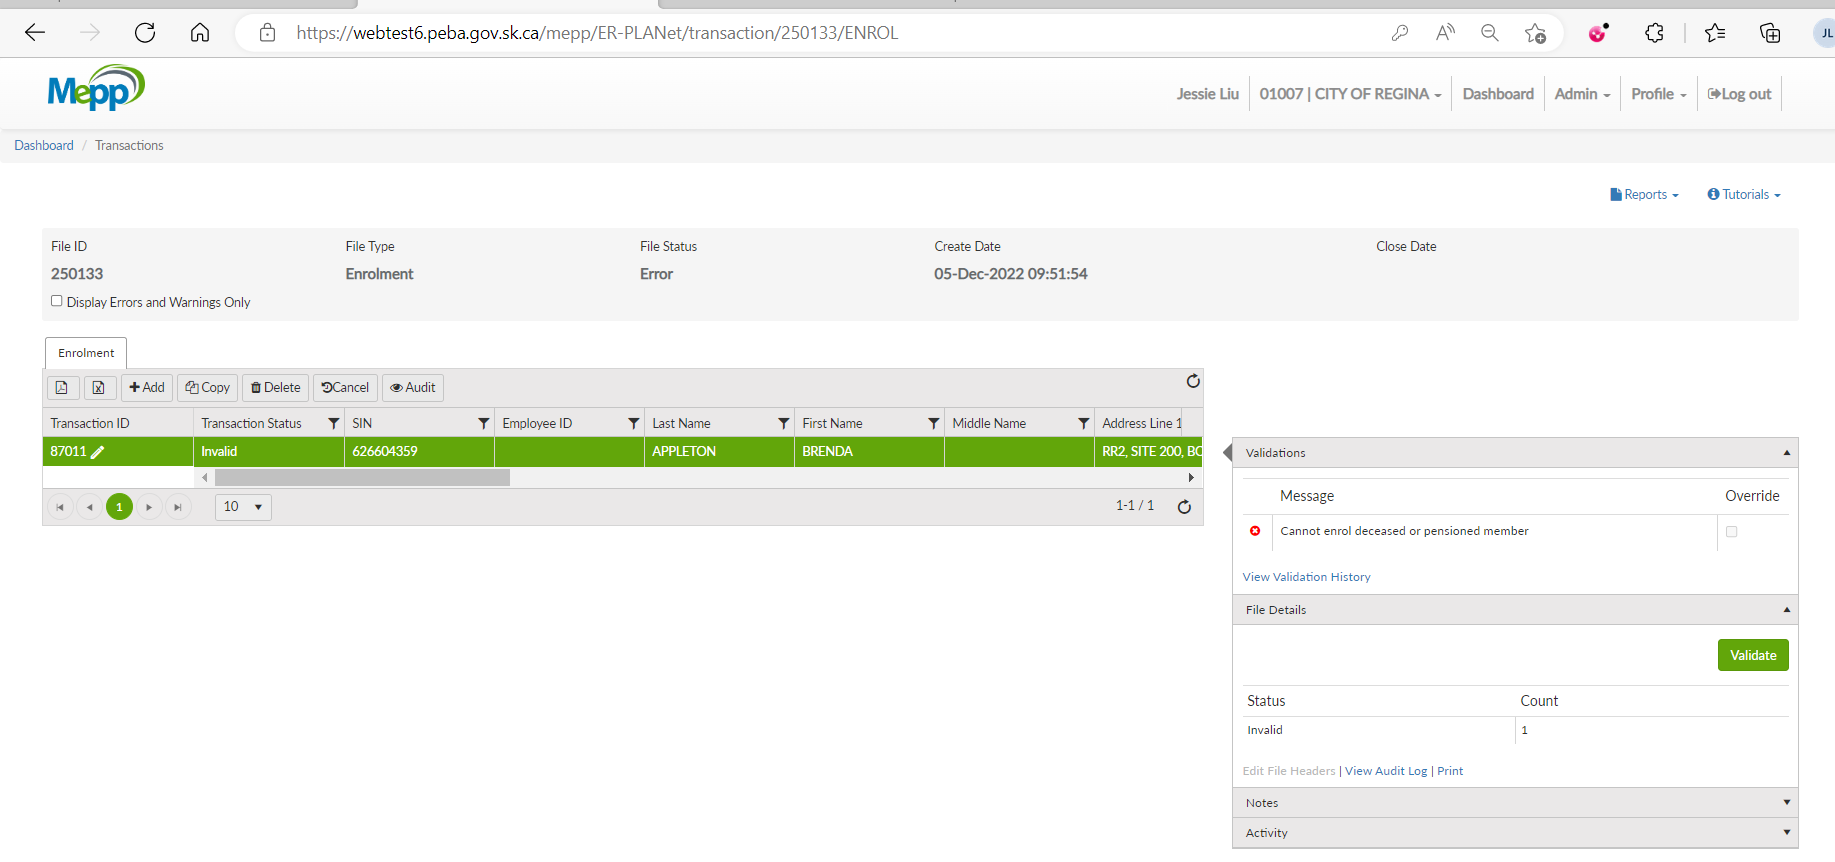 https://webtest6.peba.gov.sk.ca/mepp/ER-PLANet/transaction/250133/ENROL
JL
Mepp
Jessie Liu
01007 | CITY OF REGINA
Dashboard
Admin
Profile
Log out
Dashboard / Transactions
Reports
Tutorials
File ID
File Type
File Status
Create Date
Close Date
250133
Enrolment
Error
05-Dec-2022 09:51:54
Display Errors and Warnings Only
Enrolment
Add
Copy
Delete
Cancel
Audit
Transaction ID
Transaction Status
SIN
Employee ID
Last Name
First Name
Middle Name
Address Line 1
87011
Invalid
626604359
APPLETON
BRENDA
RR2, SITE 200, BO
1
10
1-1 / 1
Validations
Message
Override
Cannot enrol deceased or pensioned member
View Validation History
File Details
Validate
Status
Count
Invalid
1
Edit File Headers | View Audit Log | Print
Notes
Activity